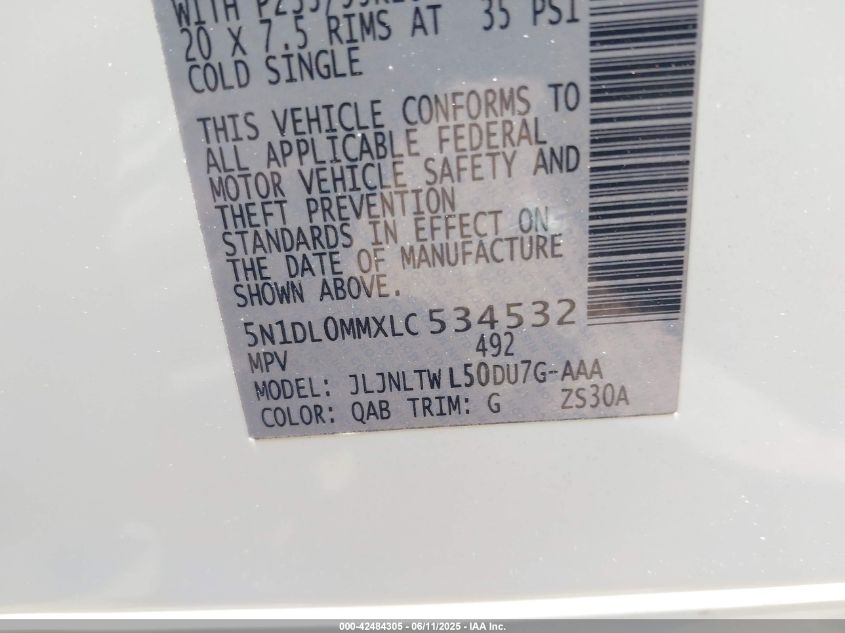 WITH
20 X 7.5 RIMS AT 35 PSI
COLD SINGLE
THIS VEHICLE CONFORMS TO
ALL APPLICABLE FEDERAL
MOTOR VEHICLE SAFETY AND
THEFT PREVENTION
STANDARDS IN EFFECT ON
THE DATE OF MANUFACTURE
SHOWN ABOVE.
5N1DL0MMXLC534532
MPV 492
MODEL: JLJNLTWL50DU7G-AAA
COLOR: QAB TRIM: G ZS30A
000-42484305 - 06/11/2025 - IAA Inc.